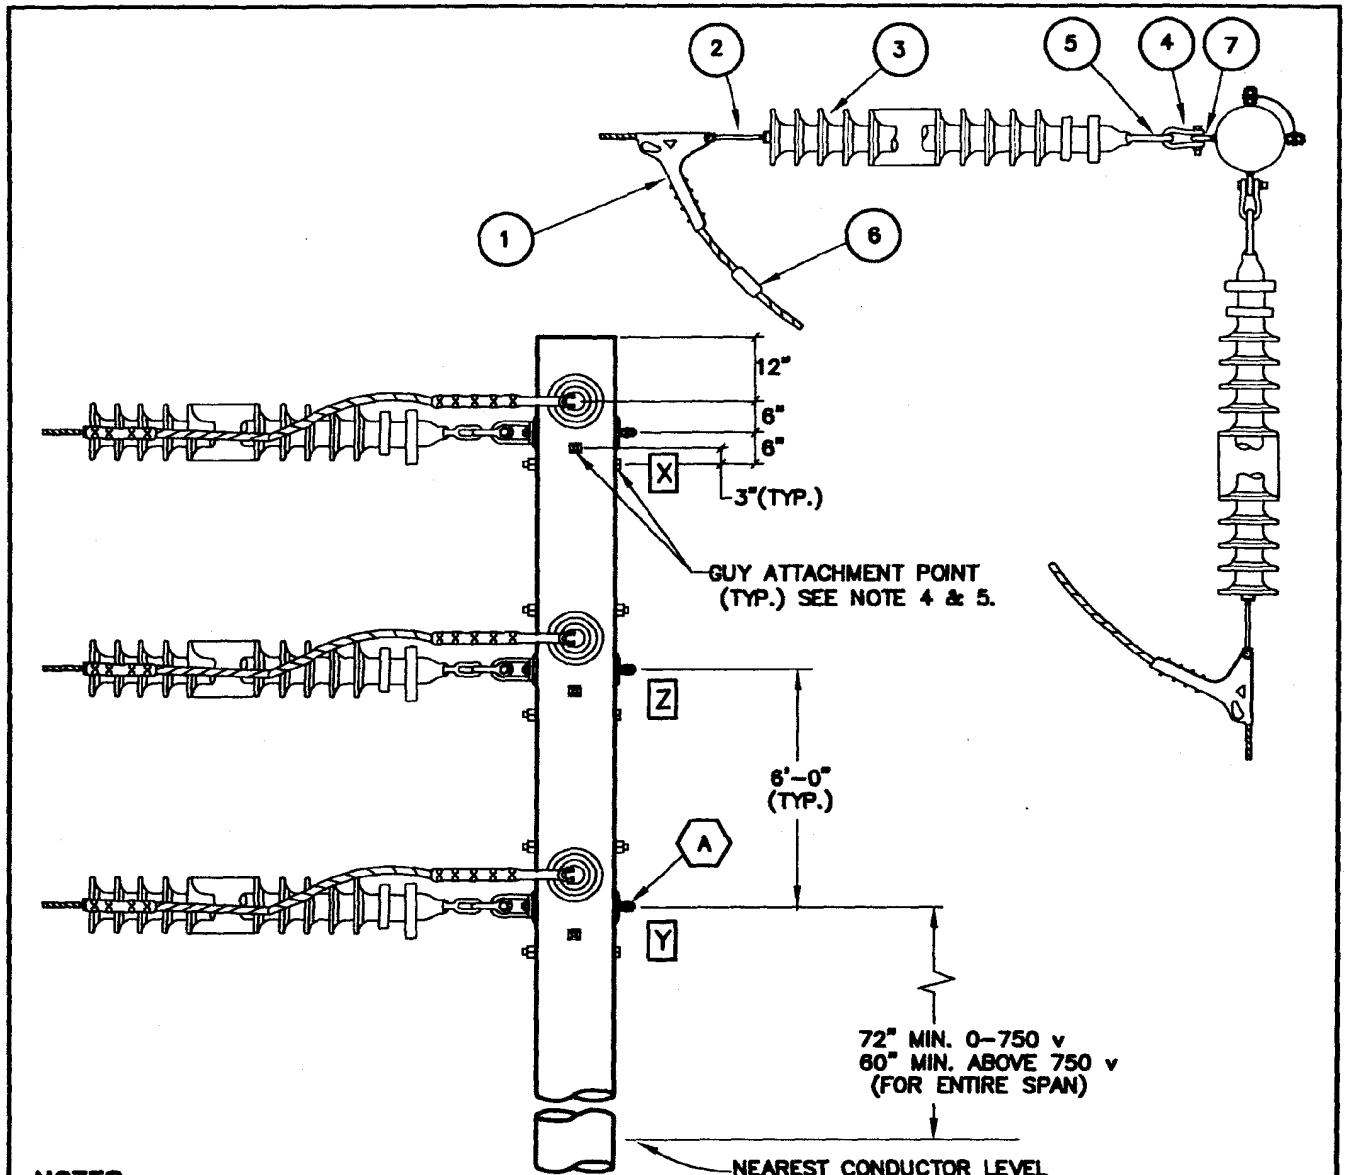 2
3
5
4
7
1
6
12"
6"
6"
X
3"(TYP.)
GUY ATTACHMENT POINT
(TYP.) SEE NOTE 4 & 5.
Z
6'-0"
(TYP.)
A
Y
72" MIN. 0-750 v
60" MIN. ABOVE 750 v
(FOR ENTIRE SPAN)
NEAREST CONDUCTOR LEVEL
NOTES